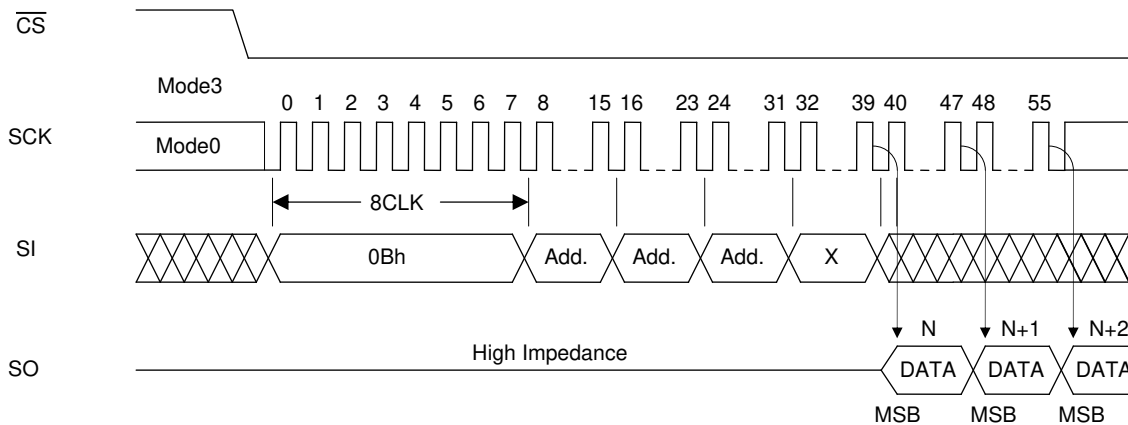 CS
Mode3
0 1 2 3 4 5 6 7 8 15 16 23 24 31 32 39 40 47 48 55
SCK
Mode0
8CLK
SI
0Bh Add. Add. Add. X
N N+1 N+2
High Impedance
SO
DATA DATA DATA
MSB MSB MSB